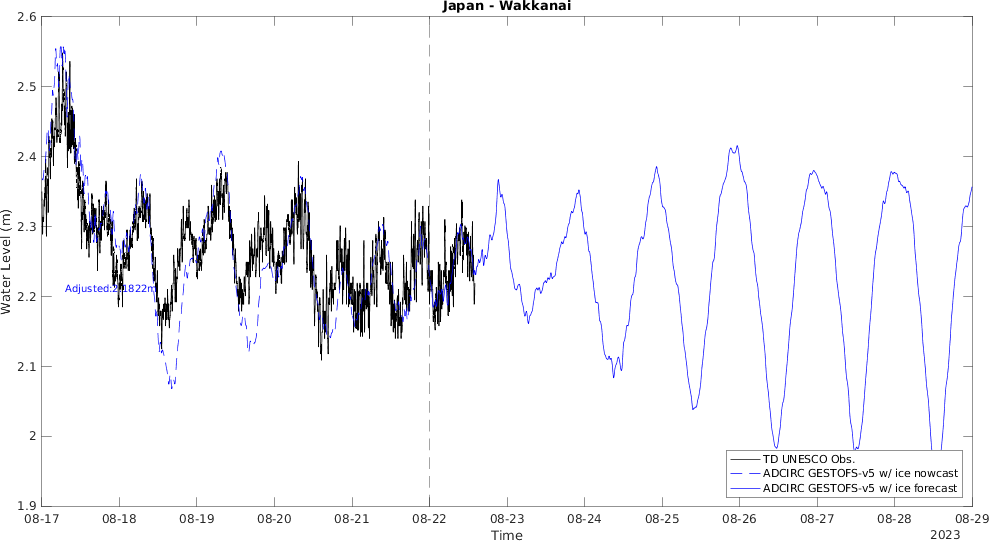 Japan - Wakkanai
Water Level (m)
2.6
2.5
2.4
2.3
2.2
2.1
2
1.9
Adjusted:2.1822m
TD UNESCO Obs.
ADCIRC GESTOFS-v5 w/ ice nowcast
ADCIRC GESTOFS-v5 w/ ice forecast
08-17 08-18 08-19 08-20 08-21 08-22 08-23 08-24 08-25 08-26 08-27 08-28 08-29
Time
2023